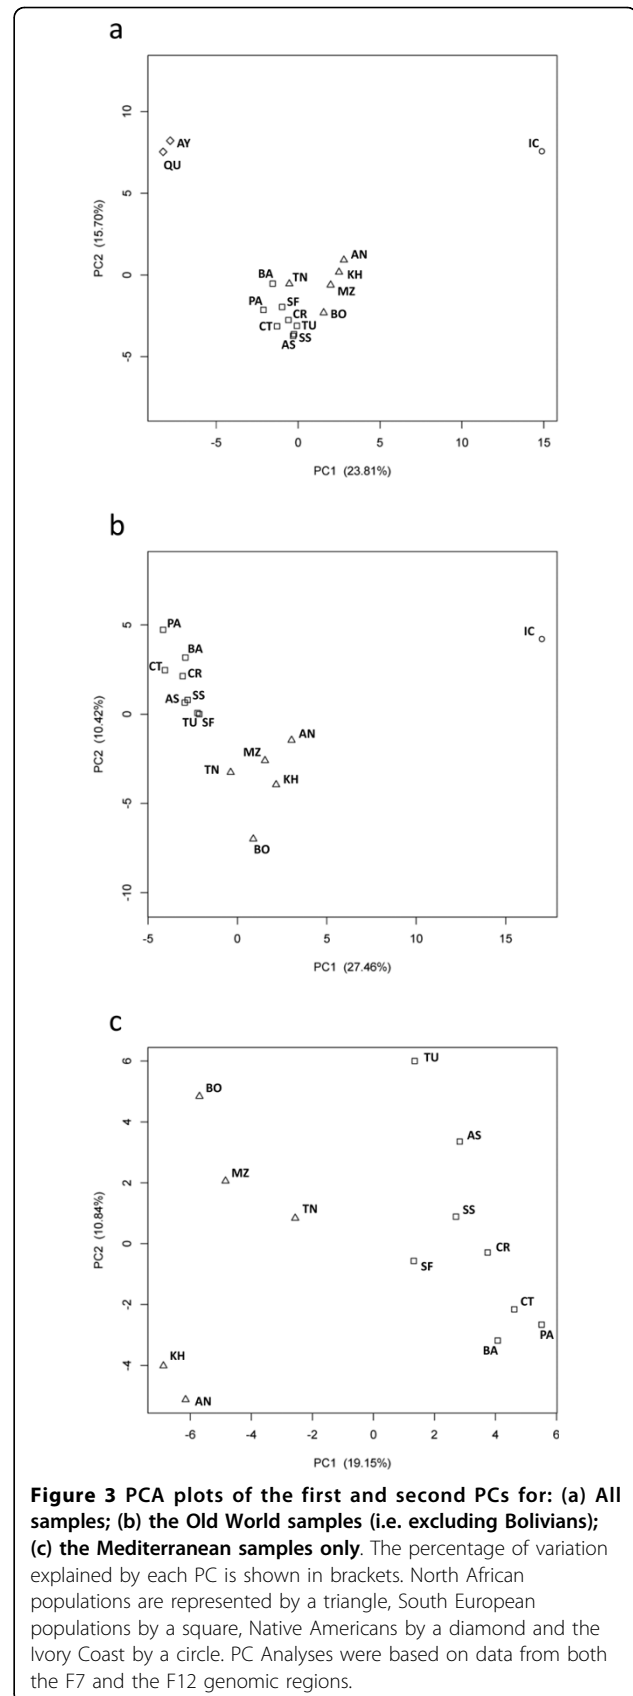 a
10
5
0
-5
PC2 (15.70%)
AY
QU
IC
AN
KH
MZ
BA
TN
PA
SF
CR
BO
CT
TU
SS
AS
-5 0 5 10 15
PC1 (23.81%)
b
5
0
-5
-10
PC2 (10.42%)
PA
IC
BA
CT
CR
AS
SS
TU SF
AN
MZ
TN
KH
BO
-5 0 5 10 15
PC1 (27.46%)
c
6
4
2
0
-2
-4
PC2 (10.84%)
TU
BO
AS
MZ
TN
SS
CR
SF
CT
PA
BA
KH
AN
-6 -4 -2 0 2 4 6
PC1 (19.15%)
Figure 3 PCA plots of the first and second PCs for: (a) All
samples; (b) the Old World samples (i.e. excluding Bolivians);
(c) the Mediterranean samples only. The percentage of variation
explained by each PC is shown in brackets. North African
populations are represented by a triangle, South European
populations by a square, Native Americans by a diamond and the
Ivory Coast by a circle. PC Analyses were based on data from both
the F7 and the F12 genomic regions.